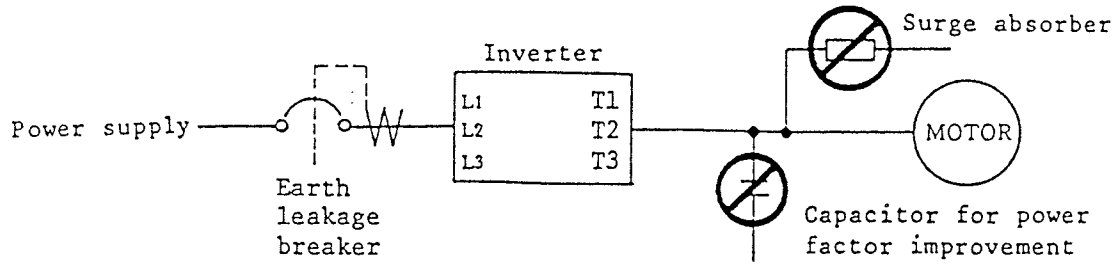 Surge absorber
Inverter
Power supply
L1
L2
L3
T1
T2
T3
MOTOR
Earth
leakage
breaker
Capacitor for power
factor improvement